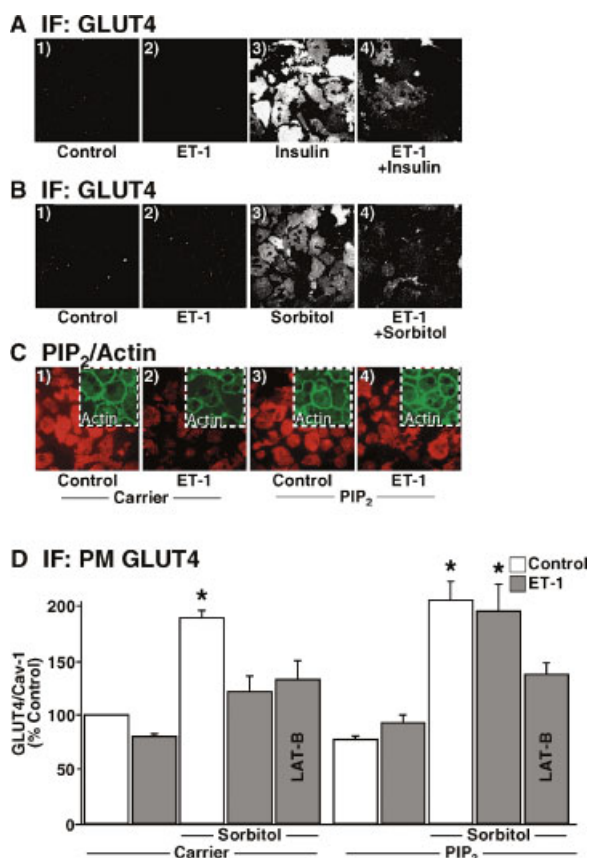 A IF: GLUT4
1) 2) 3) 4)
Control ET-1 Insulin ET-1
+Insulin
B IF: GLUT4
1) 2) 3) 4)
Control ET-1 Sorbitol ET-1
+Sorbitol
C PIP2/Actin
1) 2) 3) 4)
Actin Actin Actin Actin
Control ET-1 Control ET-1
Carrier PIP2
D IF: PM GLUT4
Control
ET-1
* * *
GLUT4/Cav-1
(% Control)
200
150
100
50
0
LAT-B LAT-B
Sorbitol Sorbitol
Carrier PIP2